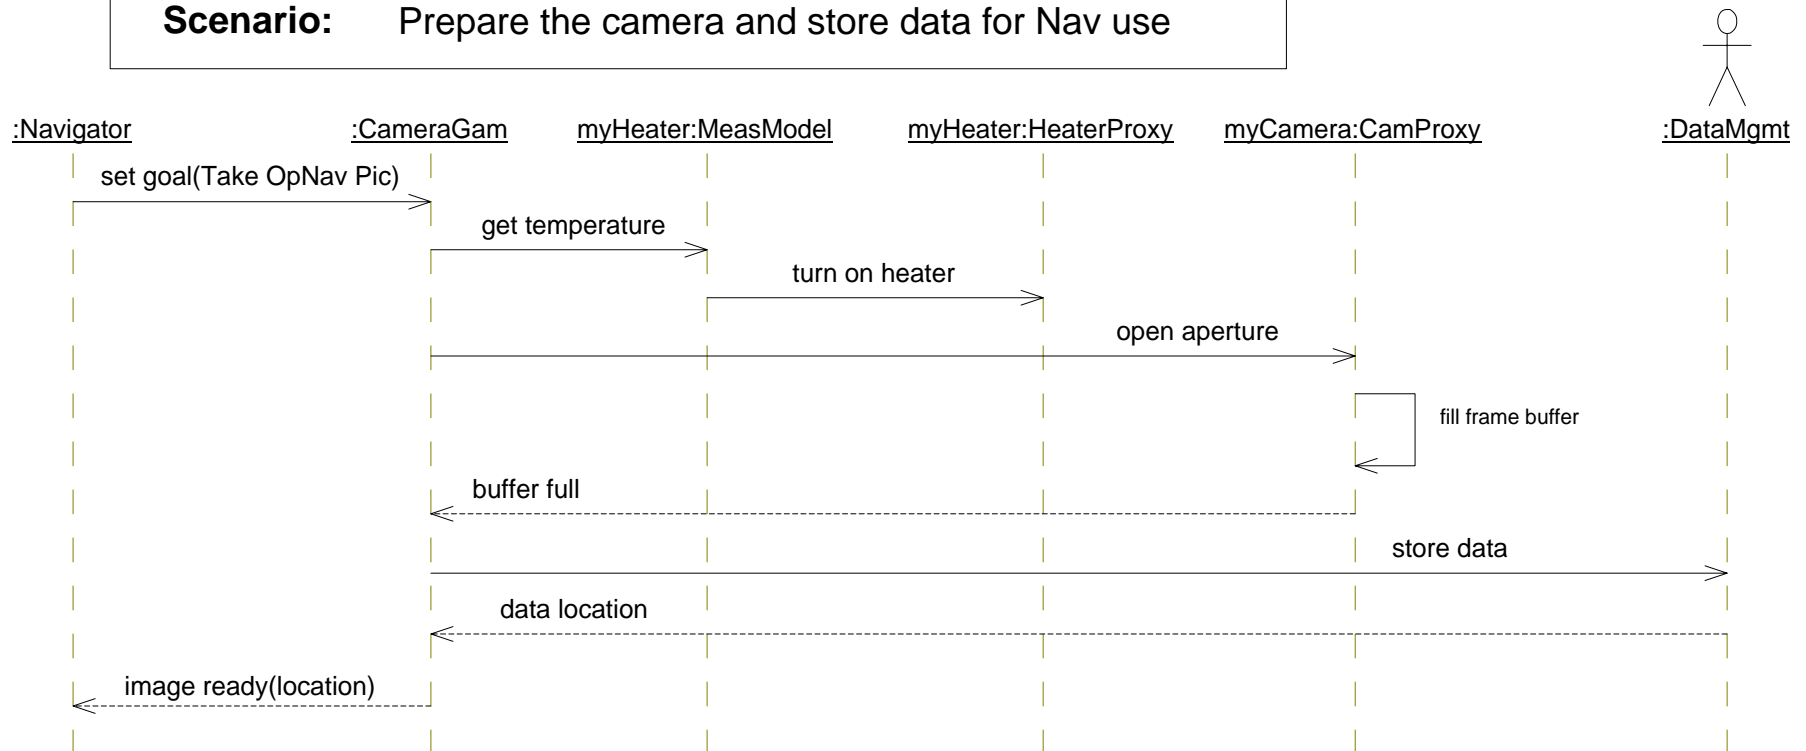 Scenario: Prepare the camera and store data for Nav use
:Navigator :CameraGam myHeater:MeasModel myHeater:HeaterProxy myCamera:CamProxy :DataMgmt
set goal(Take OpNav Pic)
get temperature
turn on heater
open aperture
fill frame buffer
buffer full
store data
data location
image ready(location)